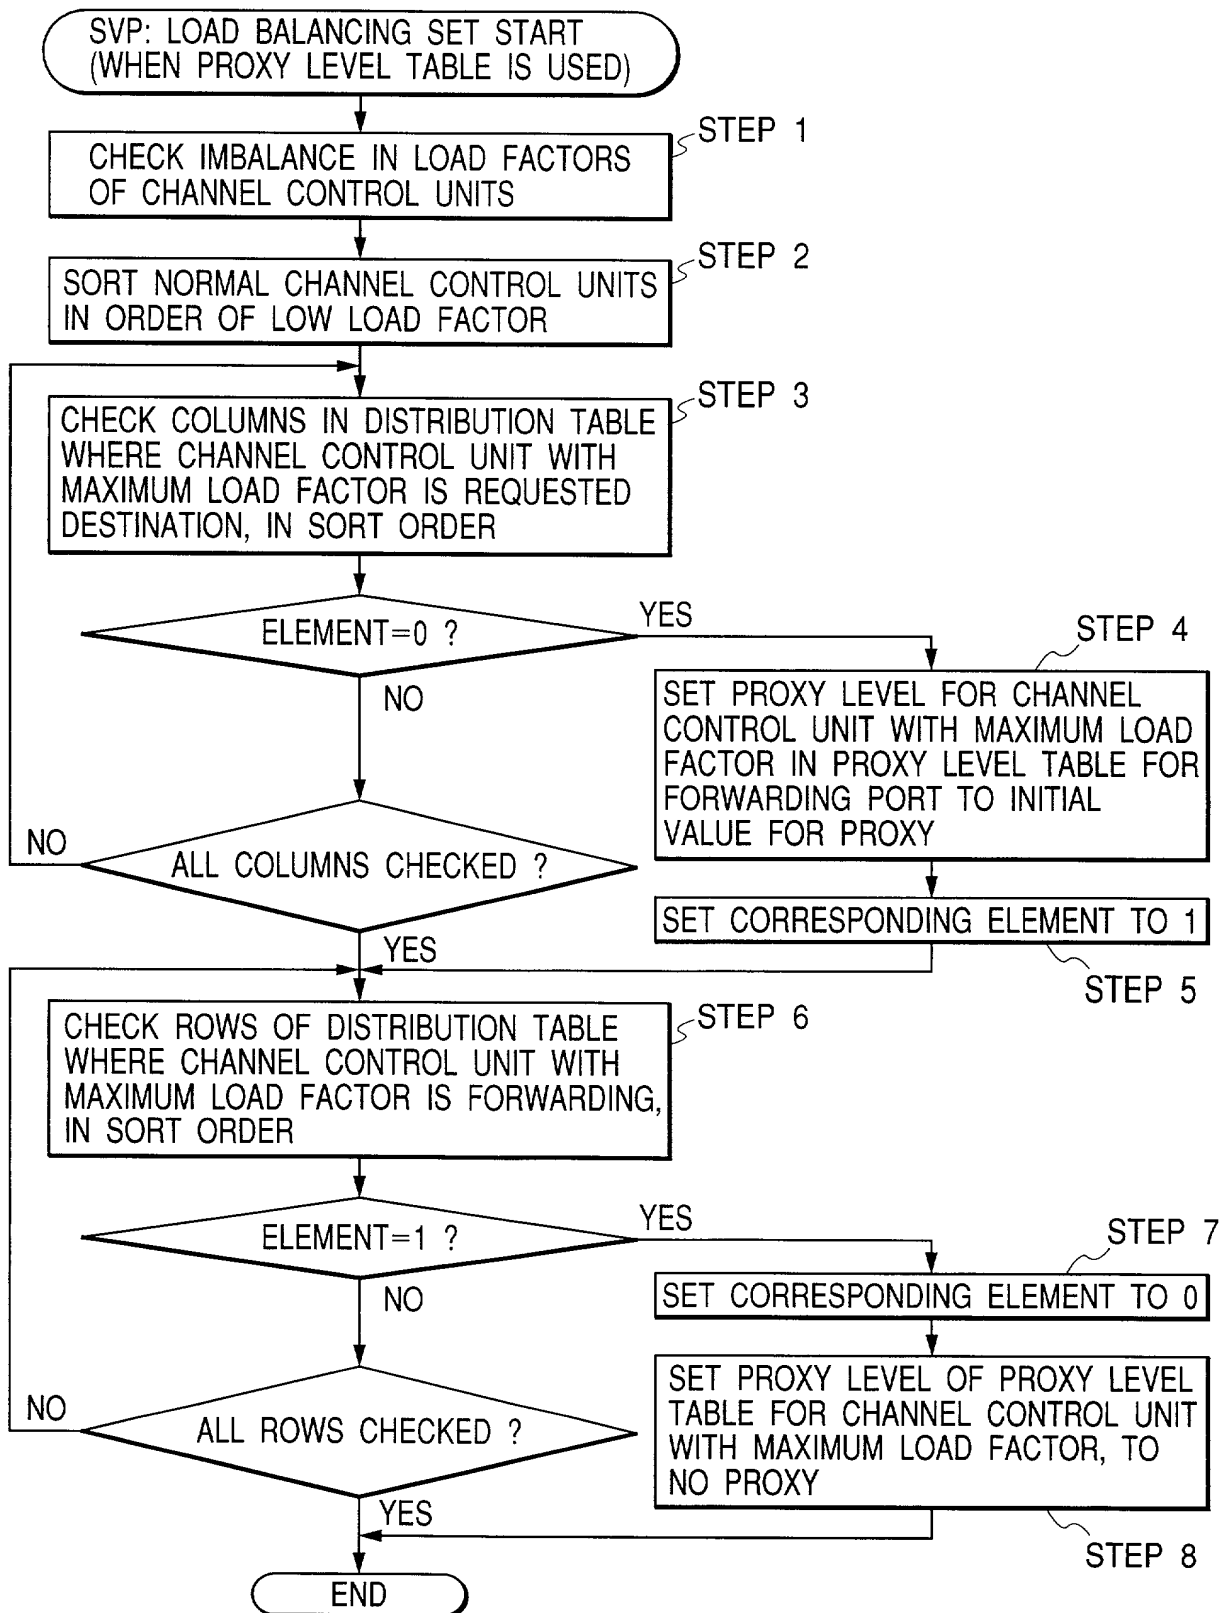 SVP: LOAD BALANCING SET START
(WHEN PROXY LEVEL TABLE IS USED)
STEP 1
CHECK IMBALANCE IN LOAD FACTORS
OF CHANNEL CONTROL UNITS
STEP 2
SORT NORMAL CHANNEL CONTROL UNITS
IN ORDER OF LOW LOAD FACTOR
STEP 3
CHECK COLUMNS IN DISTRIBUTION TABLE
WHERE CHANNEL CONTROL UNIT WITH
MAXIMUM LOAD FACTOR IS REQUESTED
DESTINATION, IN SORT ORDER
ELEMENT=0 ?
YES
NO
STEP 4
SET PROXY LEVEL FOR CHANNEL
CONTROL UNIT WITH MAXIMUM LOAD
FACTOR IN PROXY LEVEL TABLE FOR
FORWARDING PORT TO INITIAL
VALUE FOR PROXY
NO
ALL COLUMNS CHECKED ?
YES
SET CORRESPONDING ELEMENT TO 1
STEP 5
STEP 6
CHECK ROWS OF DISTRIBUTION TABLE
WHERE CHANNEL CONTROL UNIT WITH
MAXIMUM LOAD FACTOR IS FORWARDING,
IN SORT ORDER
ELEMENT=1 ?
YES
NO
STEP 7
SET CORRESPONDING ELEMENT TO 0
NO
ALL ROWS CHECKED ?
YES
SET PROXY LEVEL OF PROXY LEVEL
TABLE FOR CHANNEL CONTROL UNIT
WITH MAXIMUM LOAD FACTOR, TO
NO PROXY
STEP 8
END